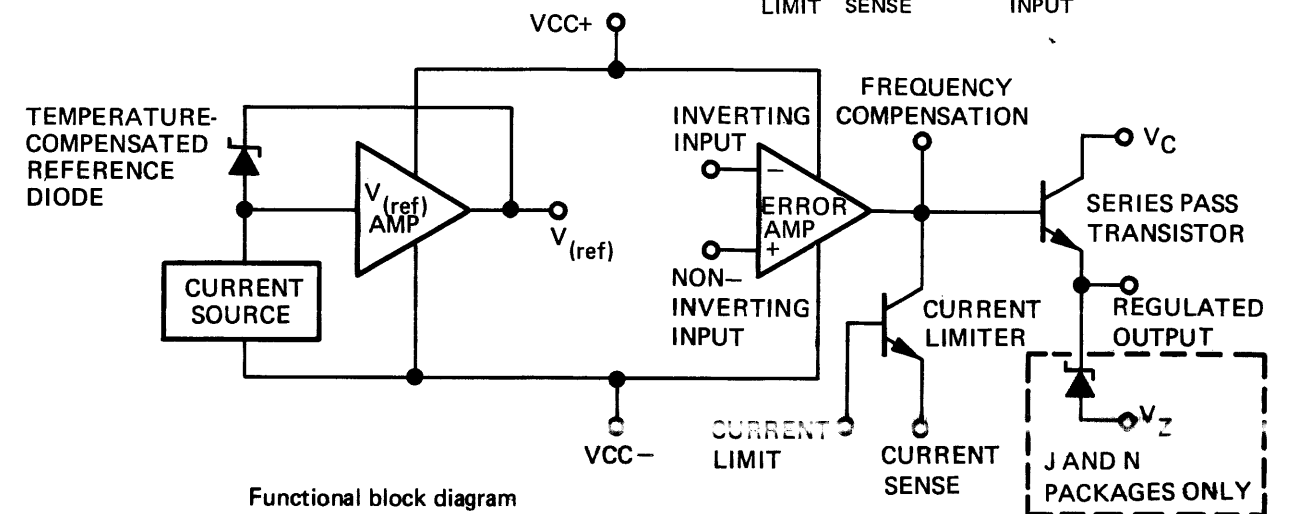 LIMIT SENSE INPUT
VCC+
FREQUENCY
COMPENSATION
TEMPERATURE-
COMPENSATED
REFERENCE
DIODE
INVERTING
INPUT
VC
V(ref)
AMP
V(ref)
−
ERROR
AMP
+
SERIES PASS
TRANSISTOR
CURRENT
SOURCE
NON−
INVERTING
INPUT
CURRENT
LIMITER
REGULATED
OUTPUT
VCC−
CURRENT
LIMIT
CURRENT
SENSE
VZ
J AND N
PACKAGES ONLY
Functional block diagram